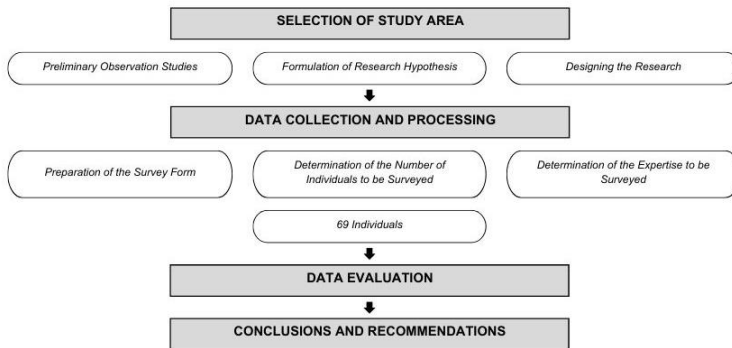 SELECTION OF STUDY AREA
Preliminary Observation Studies
Formulation of Research Hypothesis
Designing the Research
DATA COLLECTION AND PROCESSING
Preparation of the Survey Form
Determination of the Number of
Individuals to be Surveyed
Determination of the Expertise to be
Surveyed
69 Individuals
DATA EVALUATION
CONCLUSIONS AND RECOMMENDATIONS